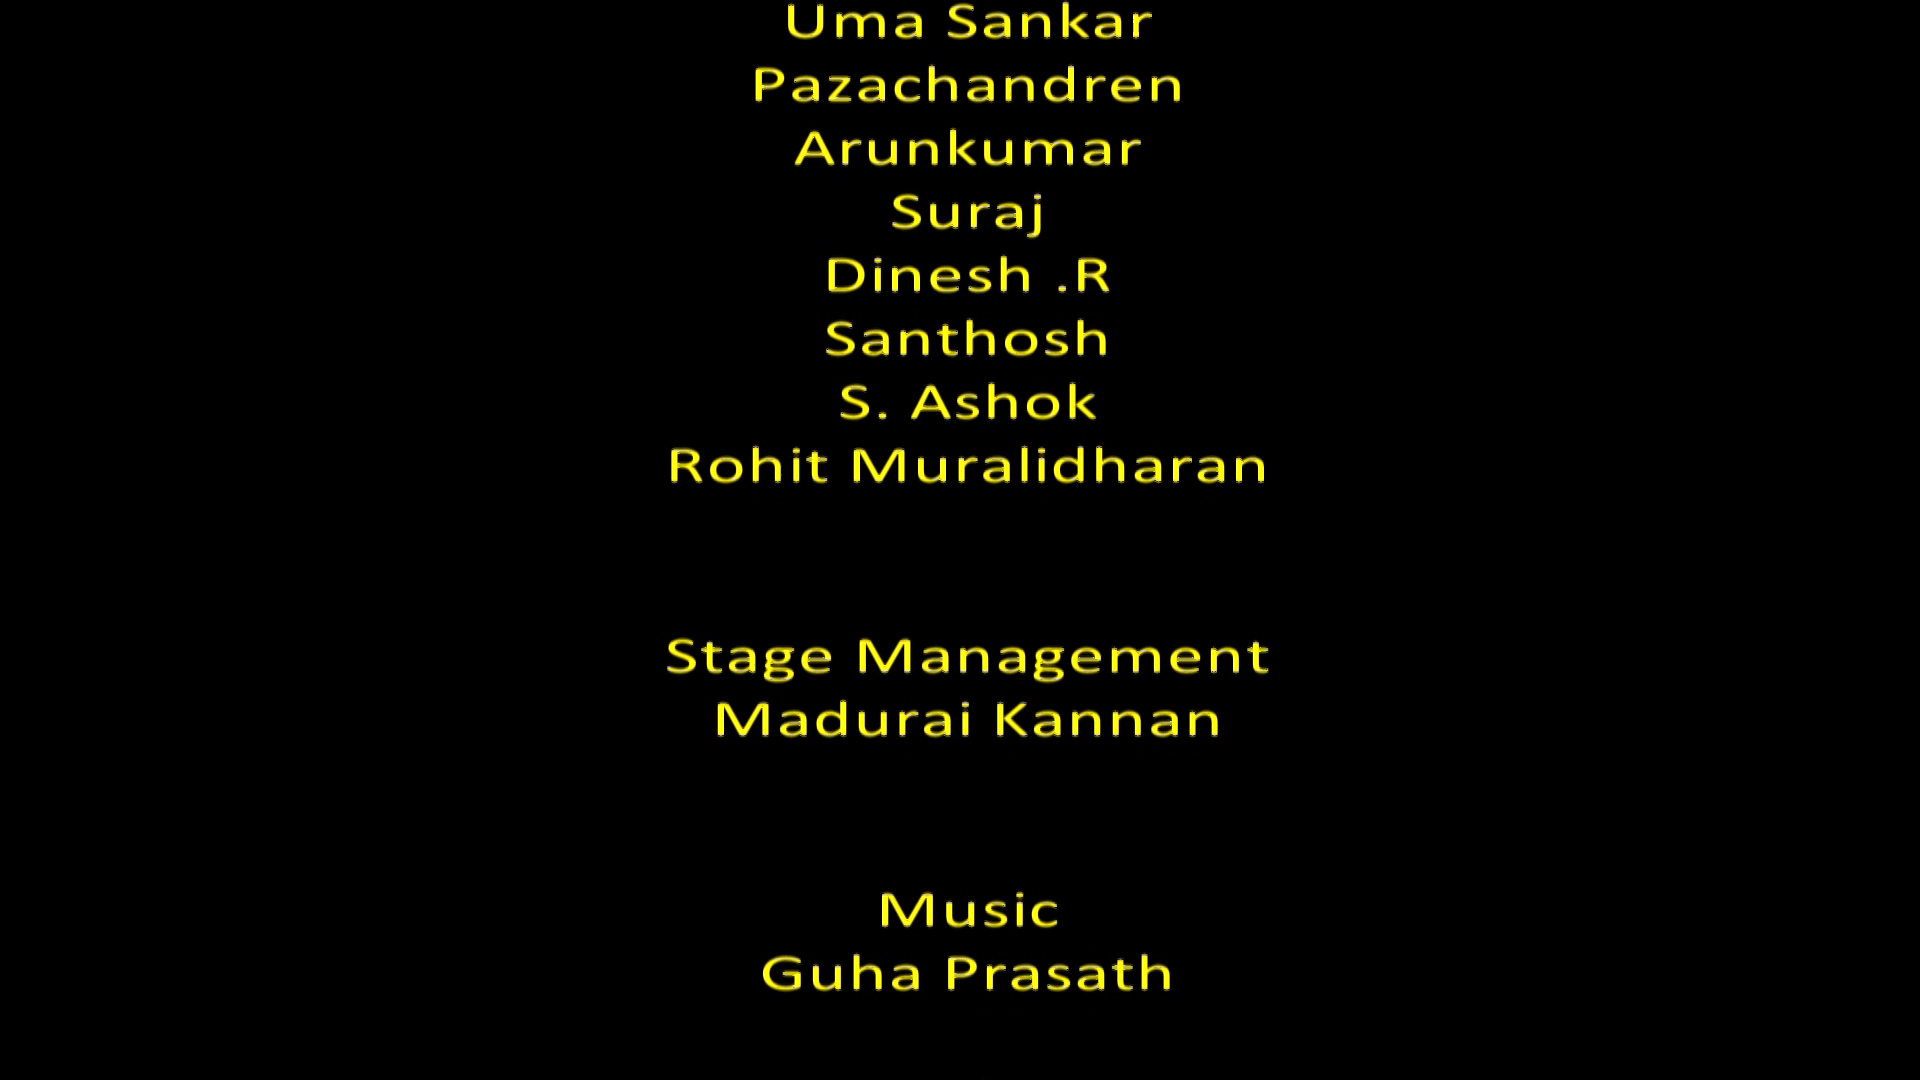 Uma Sankar
Pazachandren
Arunkumar
Suraj
Dinesh .R
Santhosh
S. Ashok
Rohit Muralidharan
Stage Management
Madurai Kannan
Music
Guha Prasath